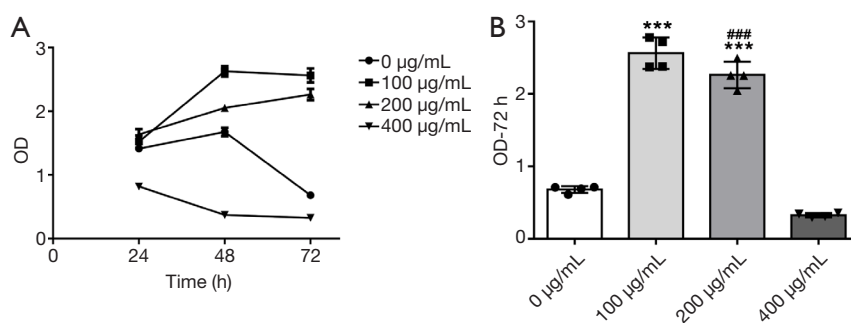 A
3
2
1
0
OD
0
24
48
72
Time (h)
0 µg/mL
100 µg/mL
200 µg/mL
400 µg/mL
B
3
2
1
0
OD-72 h
***
###
***
0 µg/mL
100 µg/mL
200 µg/mL
400 µg/mL